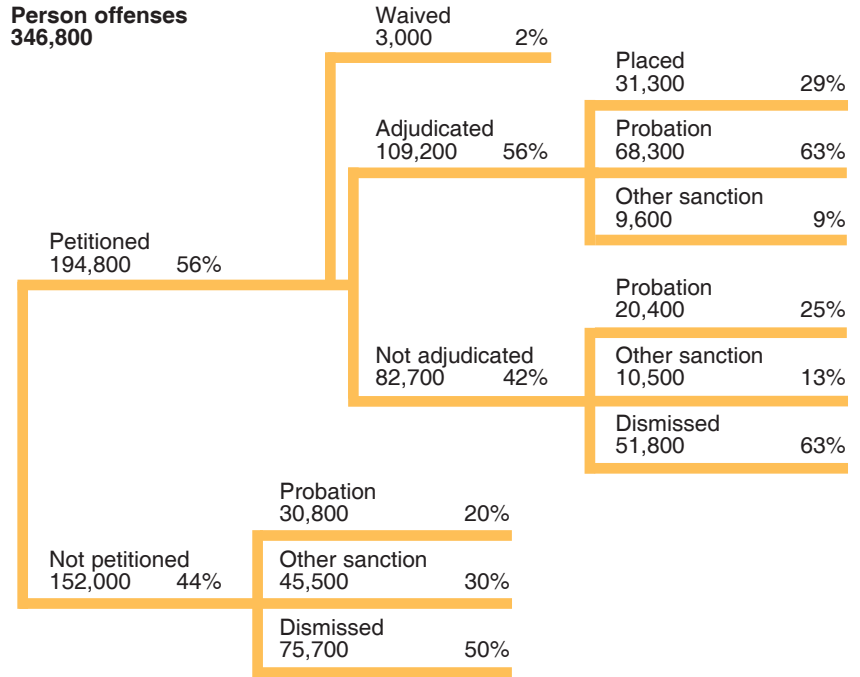 Person offenses
346,800
Waived
3,000 2%
Placed
31,300 29%
Adjudicated
109,200 56%
Probation
68,300 63%
Other sanction
9,600 9%
Petitioned
194,800 56%
Probation
20,400 25%
Not adjudicated
82,700 42%
Other sanction
10,500 13%
Dismissed
51,800 63%
Probation
30,800 20%
Not petitioned
152,000 44%
Other sanction
45,500 30%
Dismissed
75,700 50%